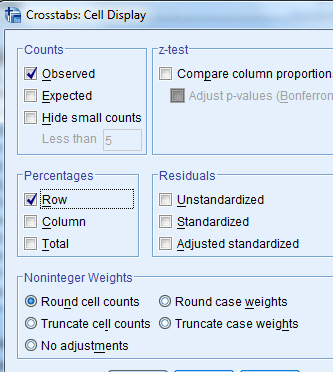 Crosstabs: Cell Display
Counts
Observed
Expected
Hide small counts
Less than 5
z-test
Compare column proportion
Adjust p-values (Bonferron
Percentages
Row
Column
Total
Residuals
Unstandardized
Standardized
Adjusted standardized
Noninteger Weights
Round cell counts Round case weights
Truncate cell counts Truncate case weights
No adjustments